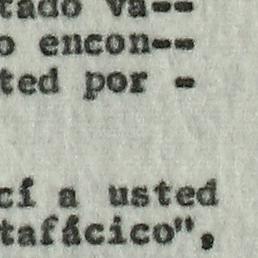 tado va--
o encon--
ted por -
cí a usted
tafácico",